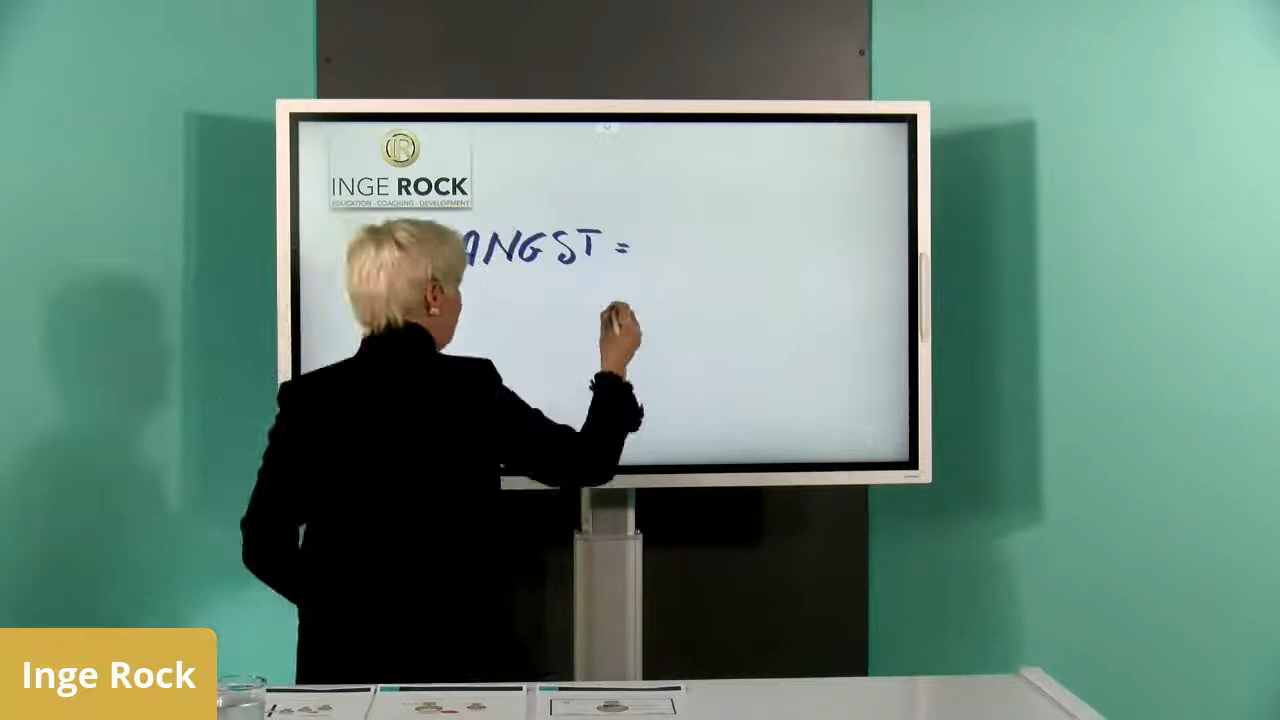 INGE ROCK
EDUCATION COACHING DEVELOPMENT
ANGST =
Inge Rock